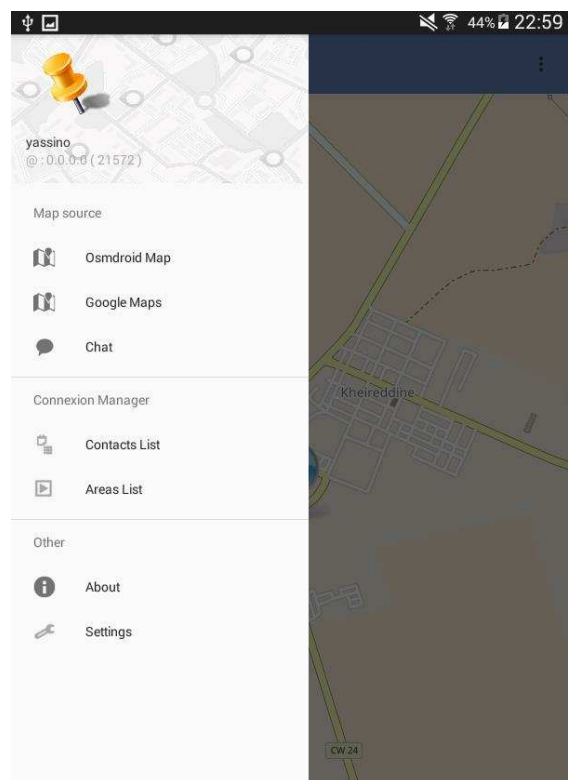 44% 22:59
yassino
@ : 0.0.0.0 ( 21572 )
Map source
Osmdroid Map
Google Maps
Chat
Connexion Manager
Contacts List
Areas List
Other
About
Settings
Kheireddine
CW 24